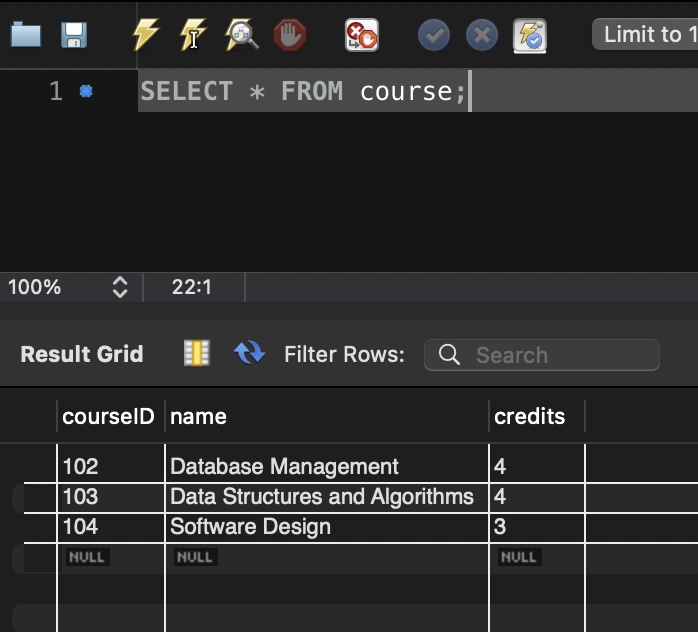 Limit to 1
1 SELECT * FROM course;
100% 22:1
Result Grid Filter Rows: Search
courseID name credits
102 Database Management 4
103 Data Structures and Algorithms 4
104 Software Design 3
NULL NULL NULL